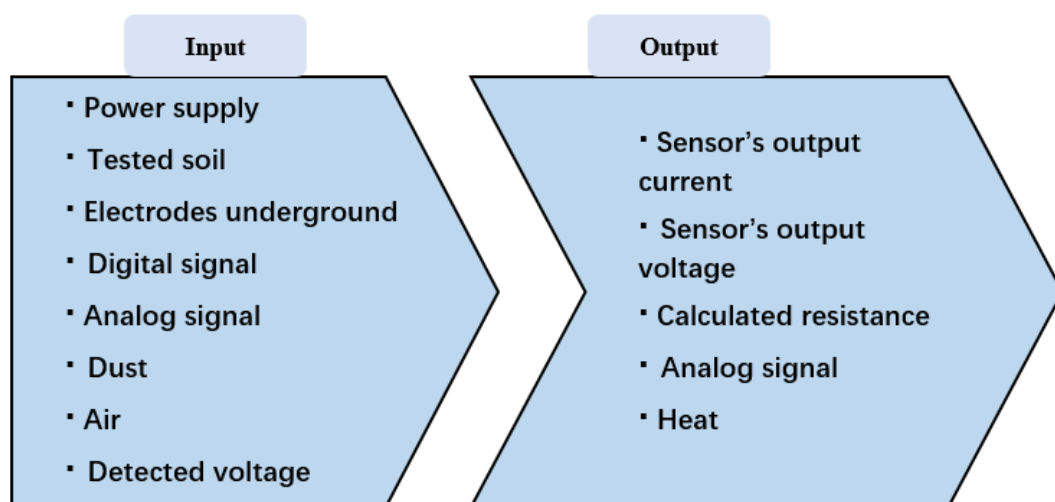 Input
· Power supply
· Tested soil
· Electrodes underground
· Digital signal
· Analog signal
· Dust
· Air
· Detected voltage
Output
· Sensor’s output
current
· Sensor’s output
voltage
· Calculated resistance
· Analog signal
· Heat